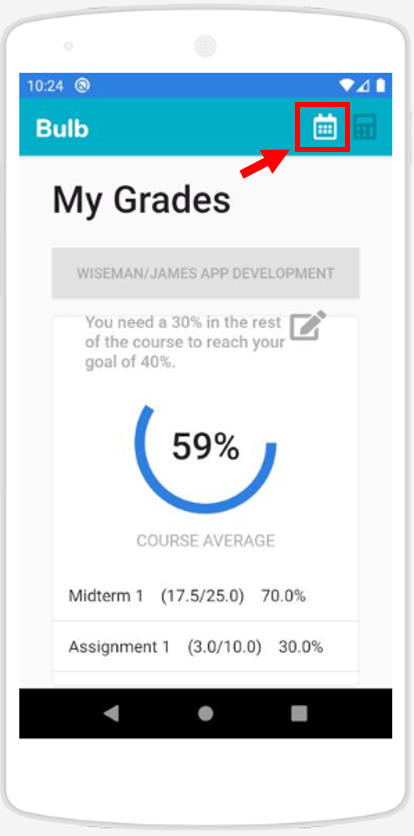 10:24
Bulb
My Grades
WISEMAN/JAMES APP DEVELOPMENT
You need a 30% in the rest
of the course to reach your
goal of 40%.
59%
COURSE AVERAGE
Midterm 1 (17.5/25.0) 70.0%
Assignment 1 (3.0/10.0) 30.0%